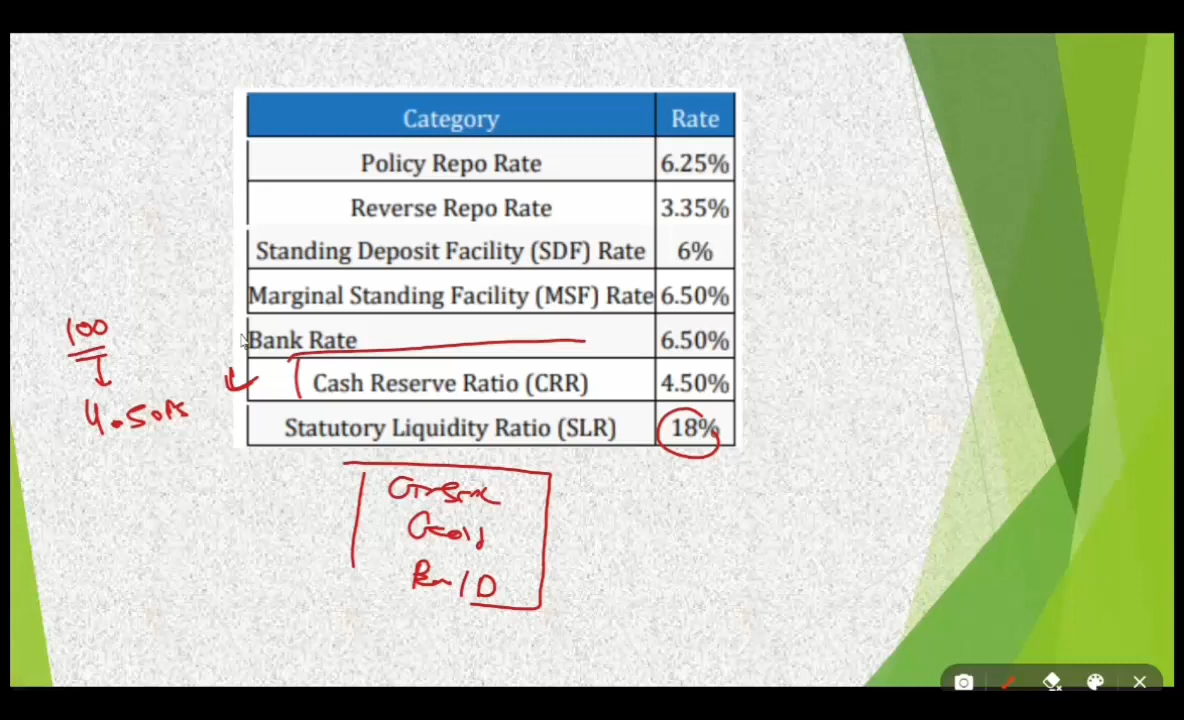 Category Rate
Policy Repo Rate 6.25%
Reverse Repo Rate 3.35%
Standing Deposit Facility (SDF) Rate 6%
Marginal Standing Facility (MSF) Rate 6.50%
Bank Rate 6.50%
Cash Reserve Ratio (CRR) 4.50%
Statutory Liquidity Ratio (SLR) 18%
100
Gold